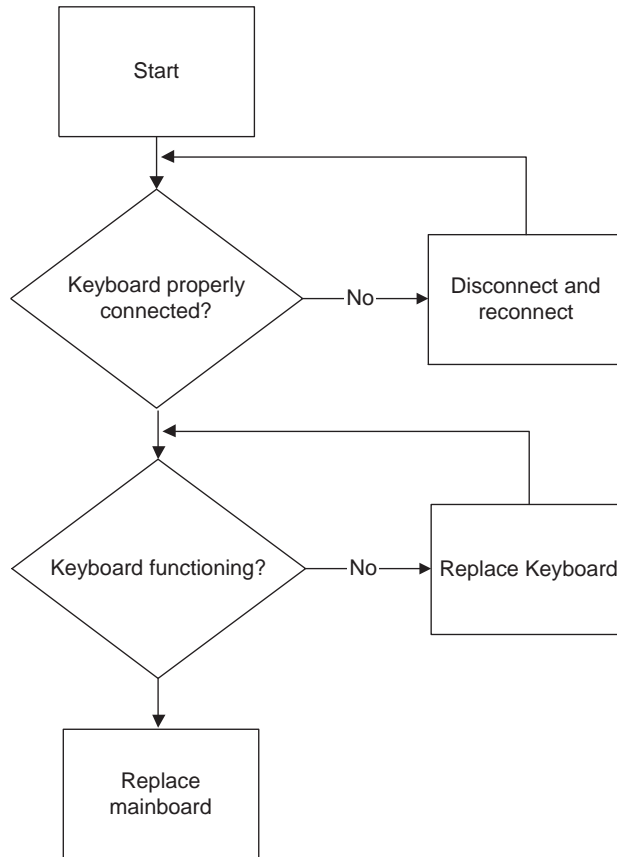 Start
Keyboard properly
connected?
No
Disconnect and
reconnect
Keyboard functioning?
No
Replace Keyboard
Replace
mainboard